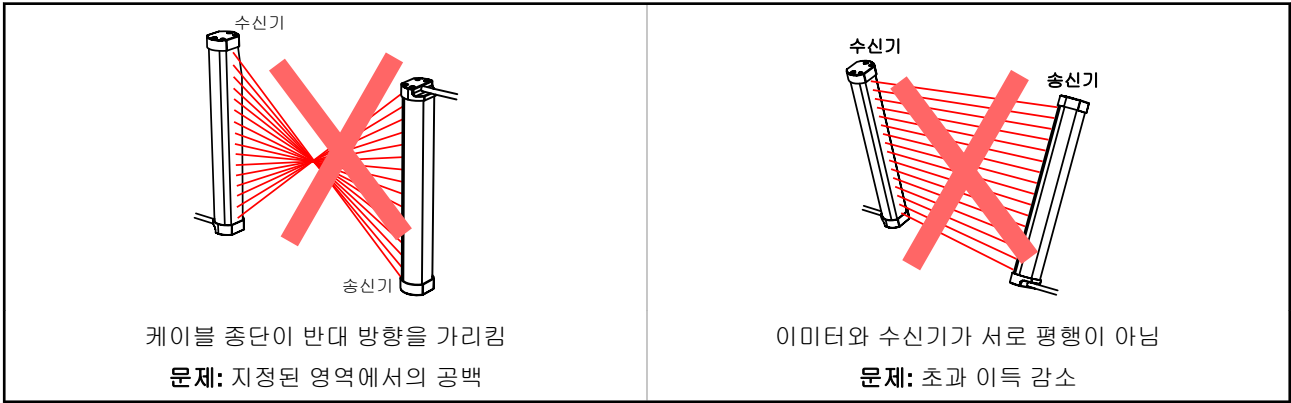 수신기
송신기
케이블 종단이 반대 방향을 가리킴
문제: 지정된 영역에서의 공백
수신기
송신기
이미터와 수신기가 서로 평행이 아님
문제: 초과 이득 감소